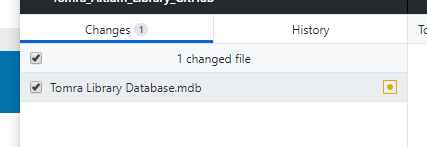 Changes 1
History
1 changed file
Tomra Library Database.mdb